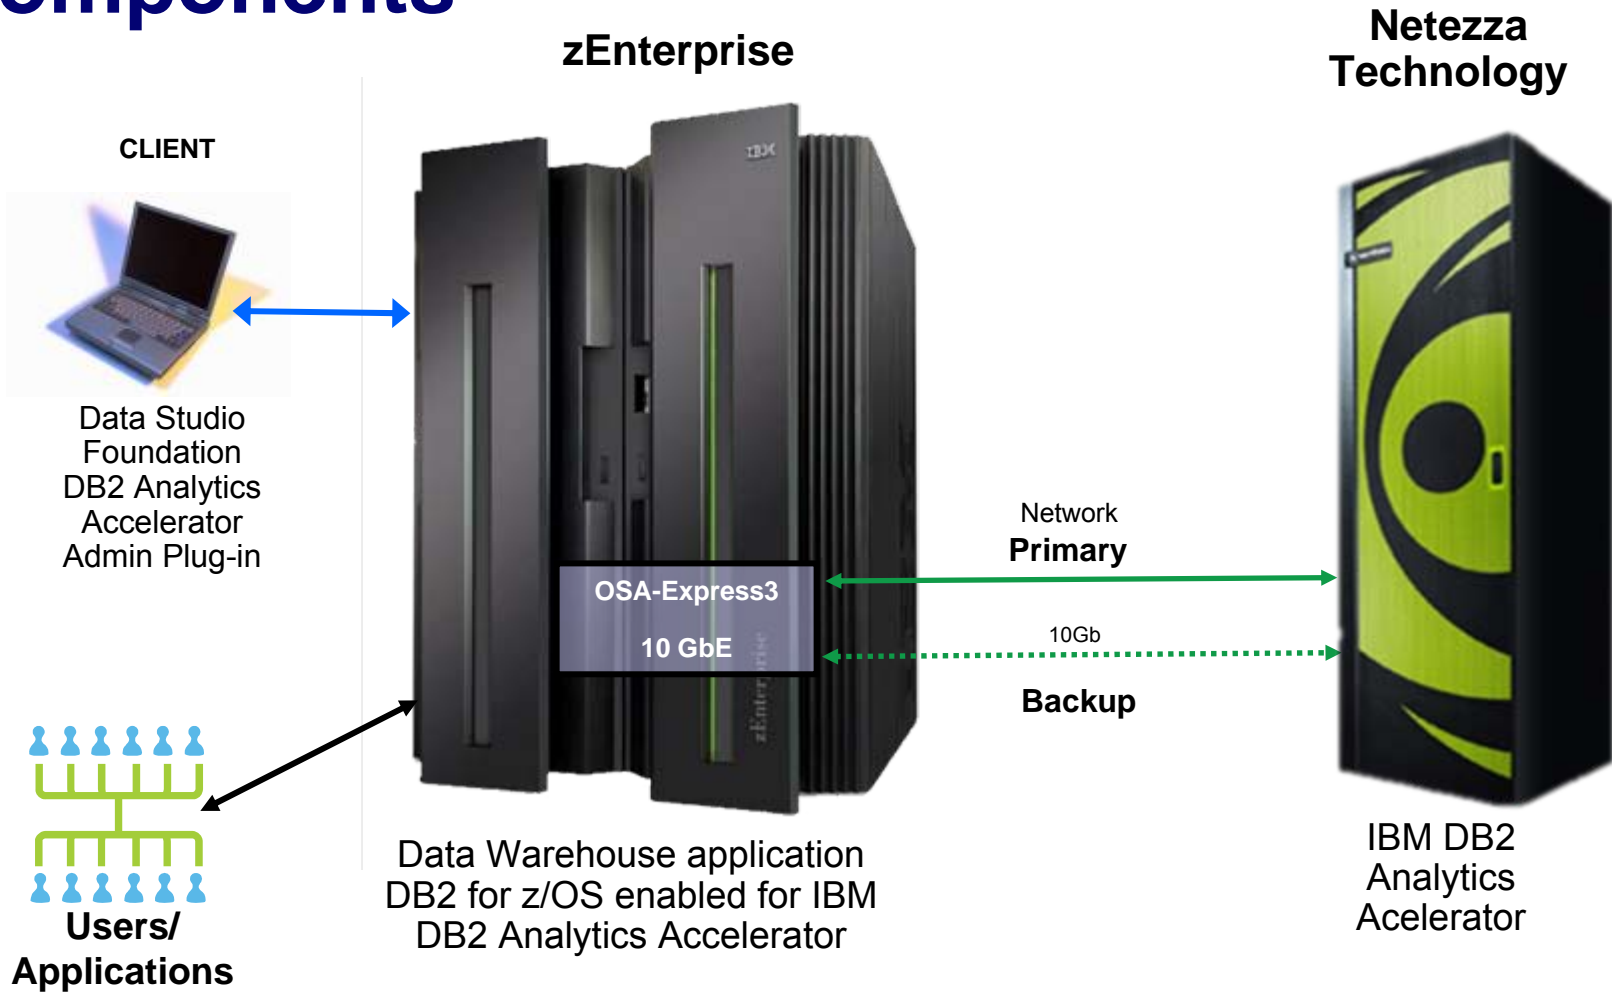 omponents
zEnterprise
Netezza
Technology
CLIENT
IBM
Data Studio
Foundation
DB2 Analytics
Accelerator
Admin Plug-in
Network
Primary
OSA-Express3
10 GbE
10Gb
Backup
zEnterprise
Users/
Applications
Data Warehouse application
DB2 for z/OS enabled for IBM
DB2 Analytics Accelerator
IBM DB2
Analytics
Acelerator